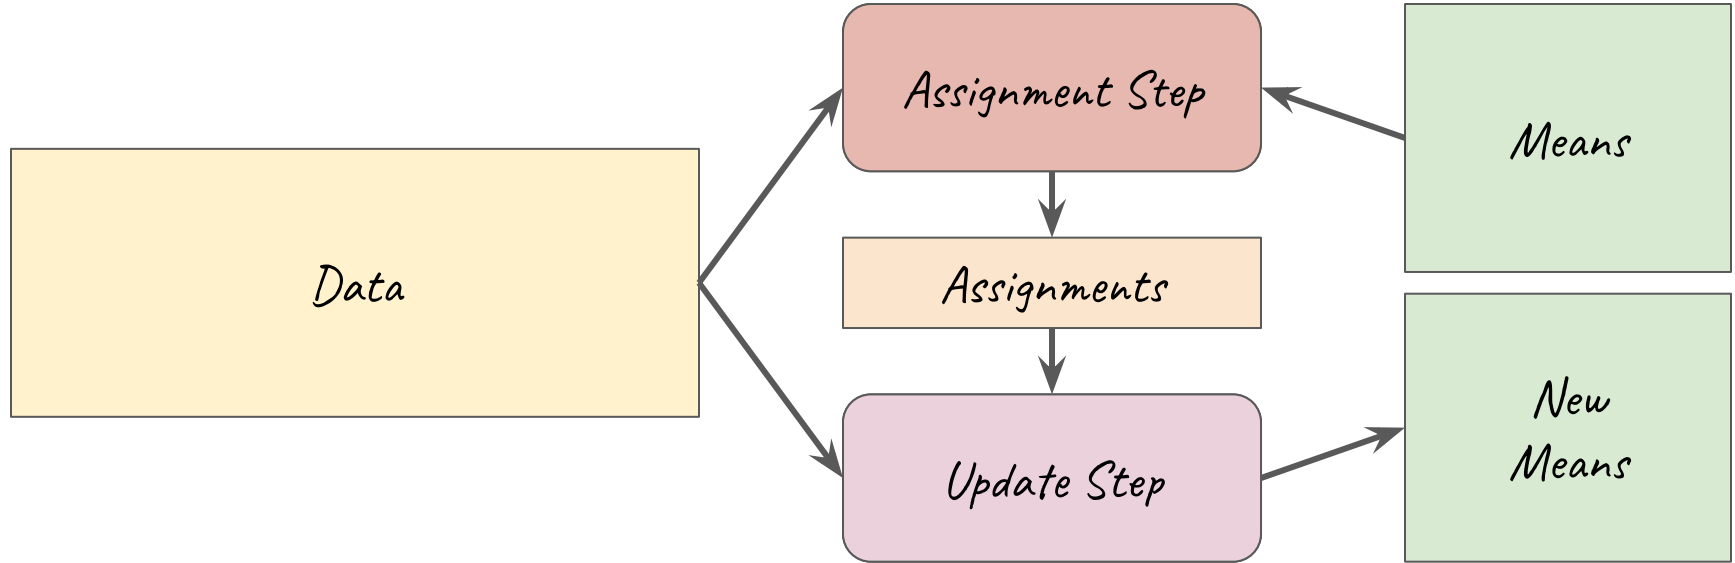 Data
Assignment Step
Assignments
Update Step
Means
New
Means